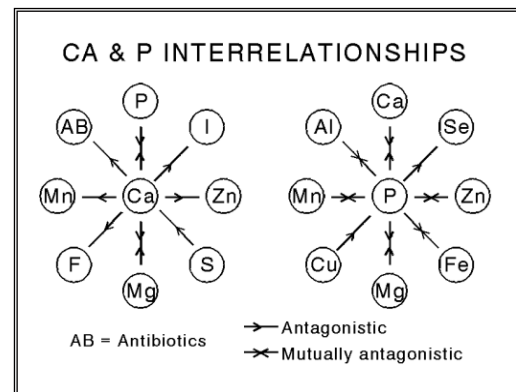 CA & P INTERRELATIONSHIPS
P
AB
I
Mn
Ca
Zn
F
S
Mg
Ca
Al
Se
Mn
P
Zn
Cu
Fe
Mg
AB = Antibiotics
Antagonistic
Mutually antagonistic